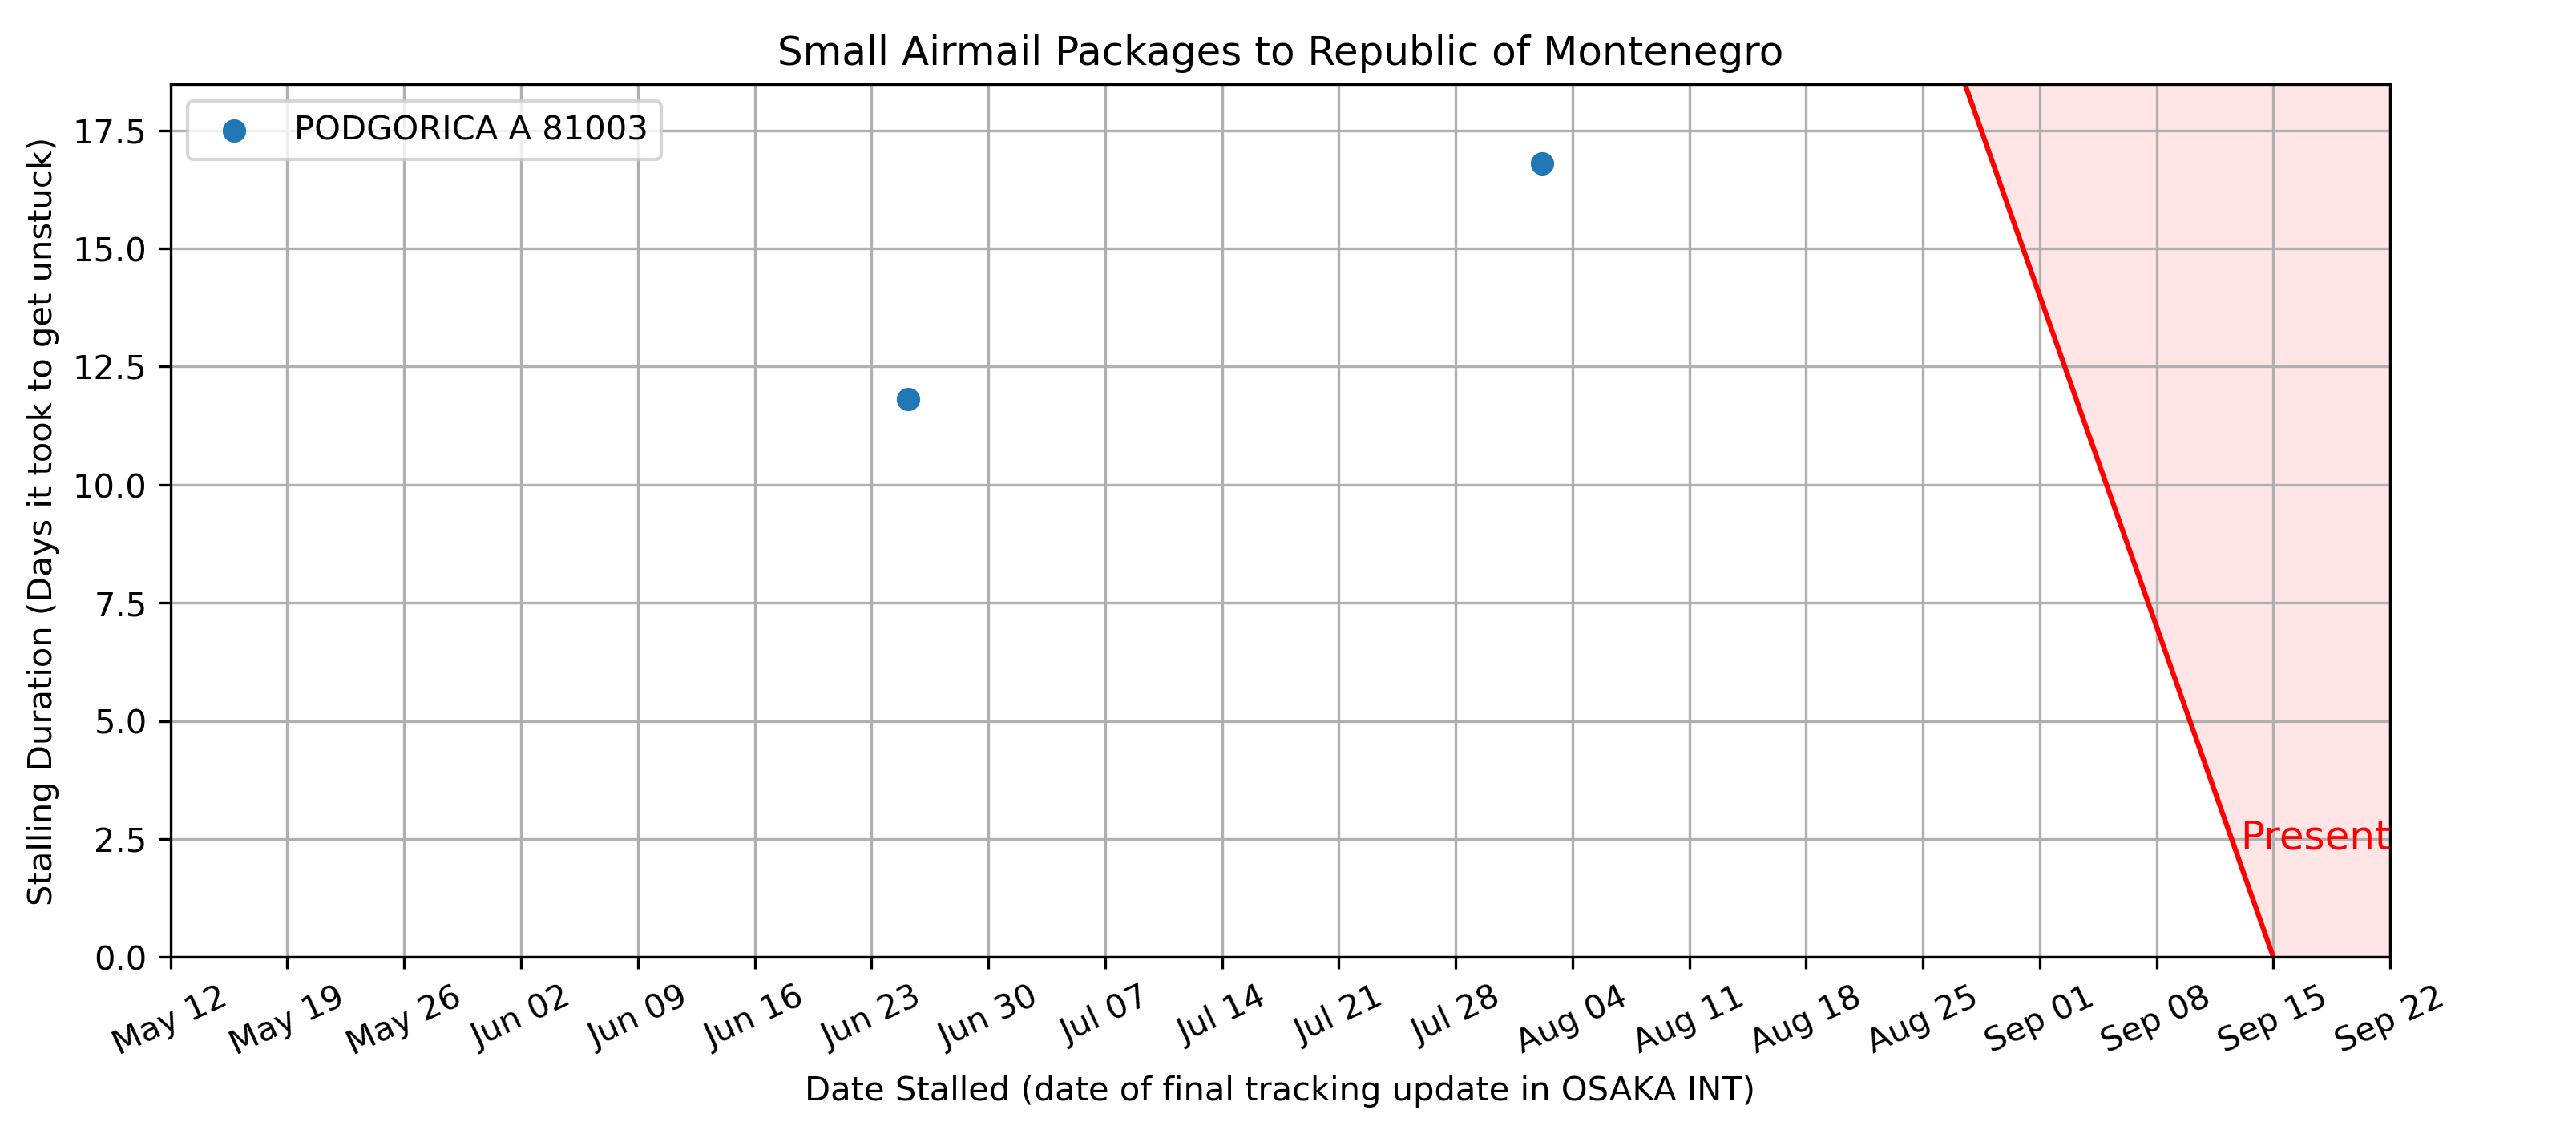 Small Airmail Packages to Republic of Montenegro
PODGORICA A 81003
Stalling Duration (Days it took to get unstuck)
17.5
15.0
12.5
10.0
7.5
5.0
2.5
0.0
Present
May 12 May 19 May 26 Jun 02 Jun 09 Jun 16 Jun 23 Jun 30 Jul 07 Jul 14 Jul 21 Jul 28 Aug 04 Aug 11 Aug 18 Aug 25 Sep 01 Sep 08 Sep 15 Sep 22
Date Stalled (date of final tracking update in OSAKA INT)